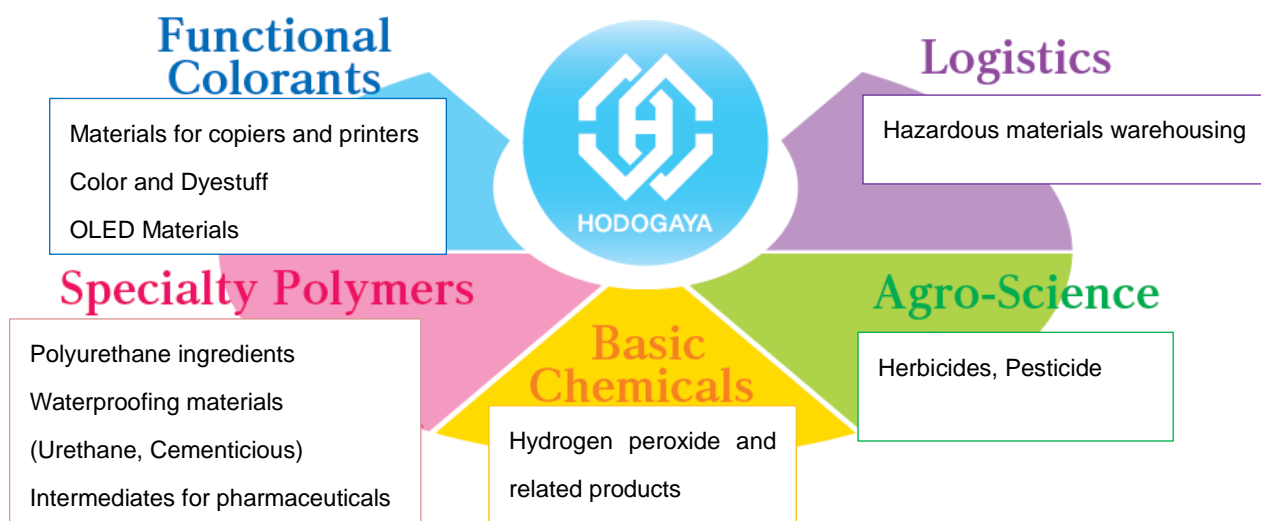 Functional
Colorants
Materials for copiers and printers
Color and Dyestuff
OLED Materials
HODOGAYA
Logistics
Hazardous materials warehousing
Specialty Polymers
Polyurethane ingredients
Waterproofing materials
(Urethane, Cementicious)
Intermediates for pharmaceuticals
Basic
Chemicals
Hydrogen peroxide and
related products
Agro-Science
Herbicides, Pesticide